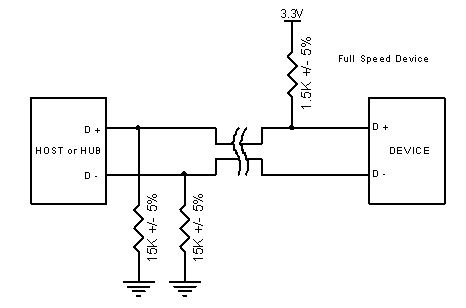 3.3V
1.5K +/- 5%
Full Speed Device
D +
HOST or HUB
D -
D +
DEVICE
D -
15K +/- 5%
15K +/- 5%